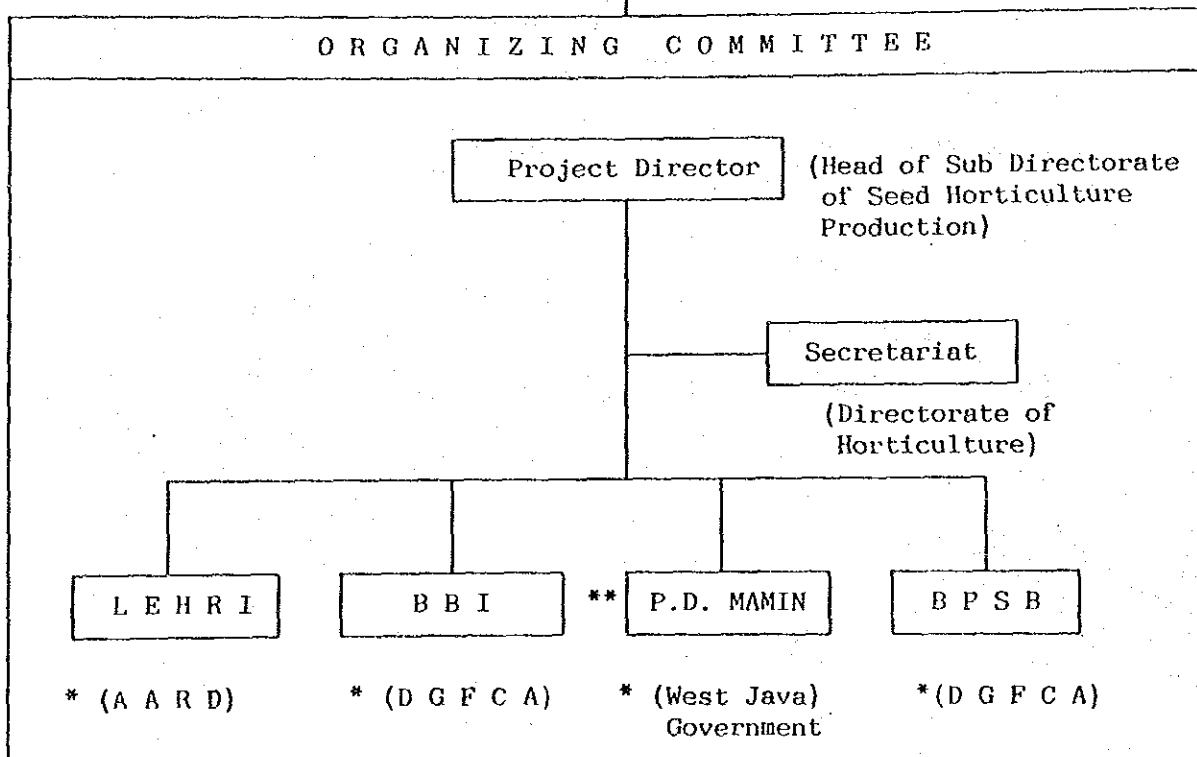 O R G A N I Z I N G   C O M M I T T E E
Project Director
(Head of Sub Directorate
of Seed Horticulture
Production)
Secretariat
(Directorate of
Horticulture)
L E H R I
B B I
** P.D. MAMIN
B P S B
* (A A R D)
* (D G F C A)
* (West Java)
Government
*(D G F C A)